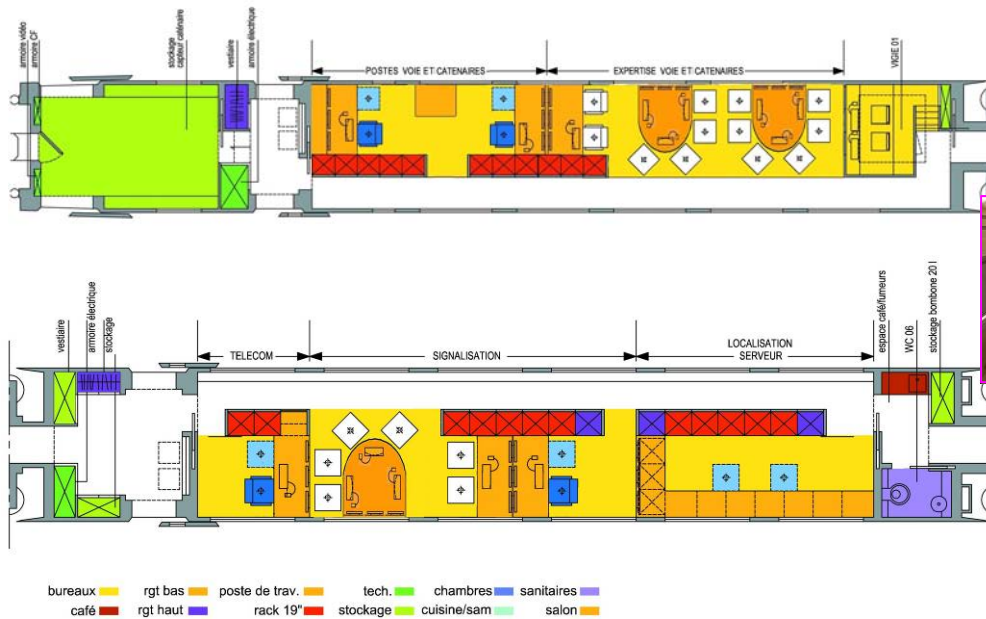 armoire vidéo
armoire CF
stockage
capteur caténaire
vestiaire
armoire électrique
POSTES VOIE ET CATENAIRES
EXPERTISE VOIE ET CATENAIRES
VIGIE 01
vestiaire
armoire électrique
stockage
TELECOM
SIGNALISATION
LOCALISATION
SERVEUR
espace café/fumeurs
WC 06
stockage bombone 20 l
bureaux rgt bas poste de trav. tech. chambres sanitaires
café rgt haut rack 19" stockage cuisine/sam salon